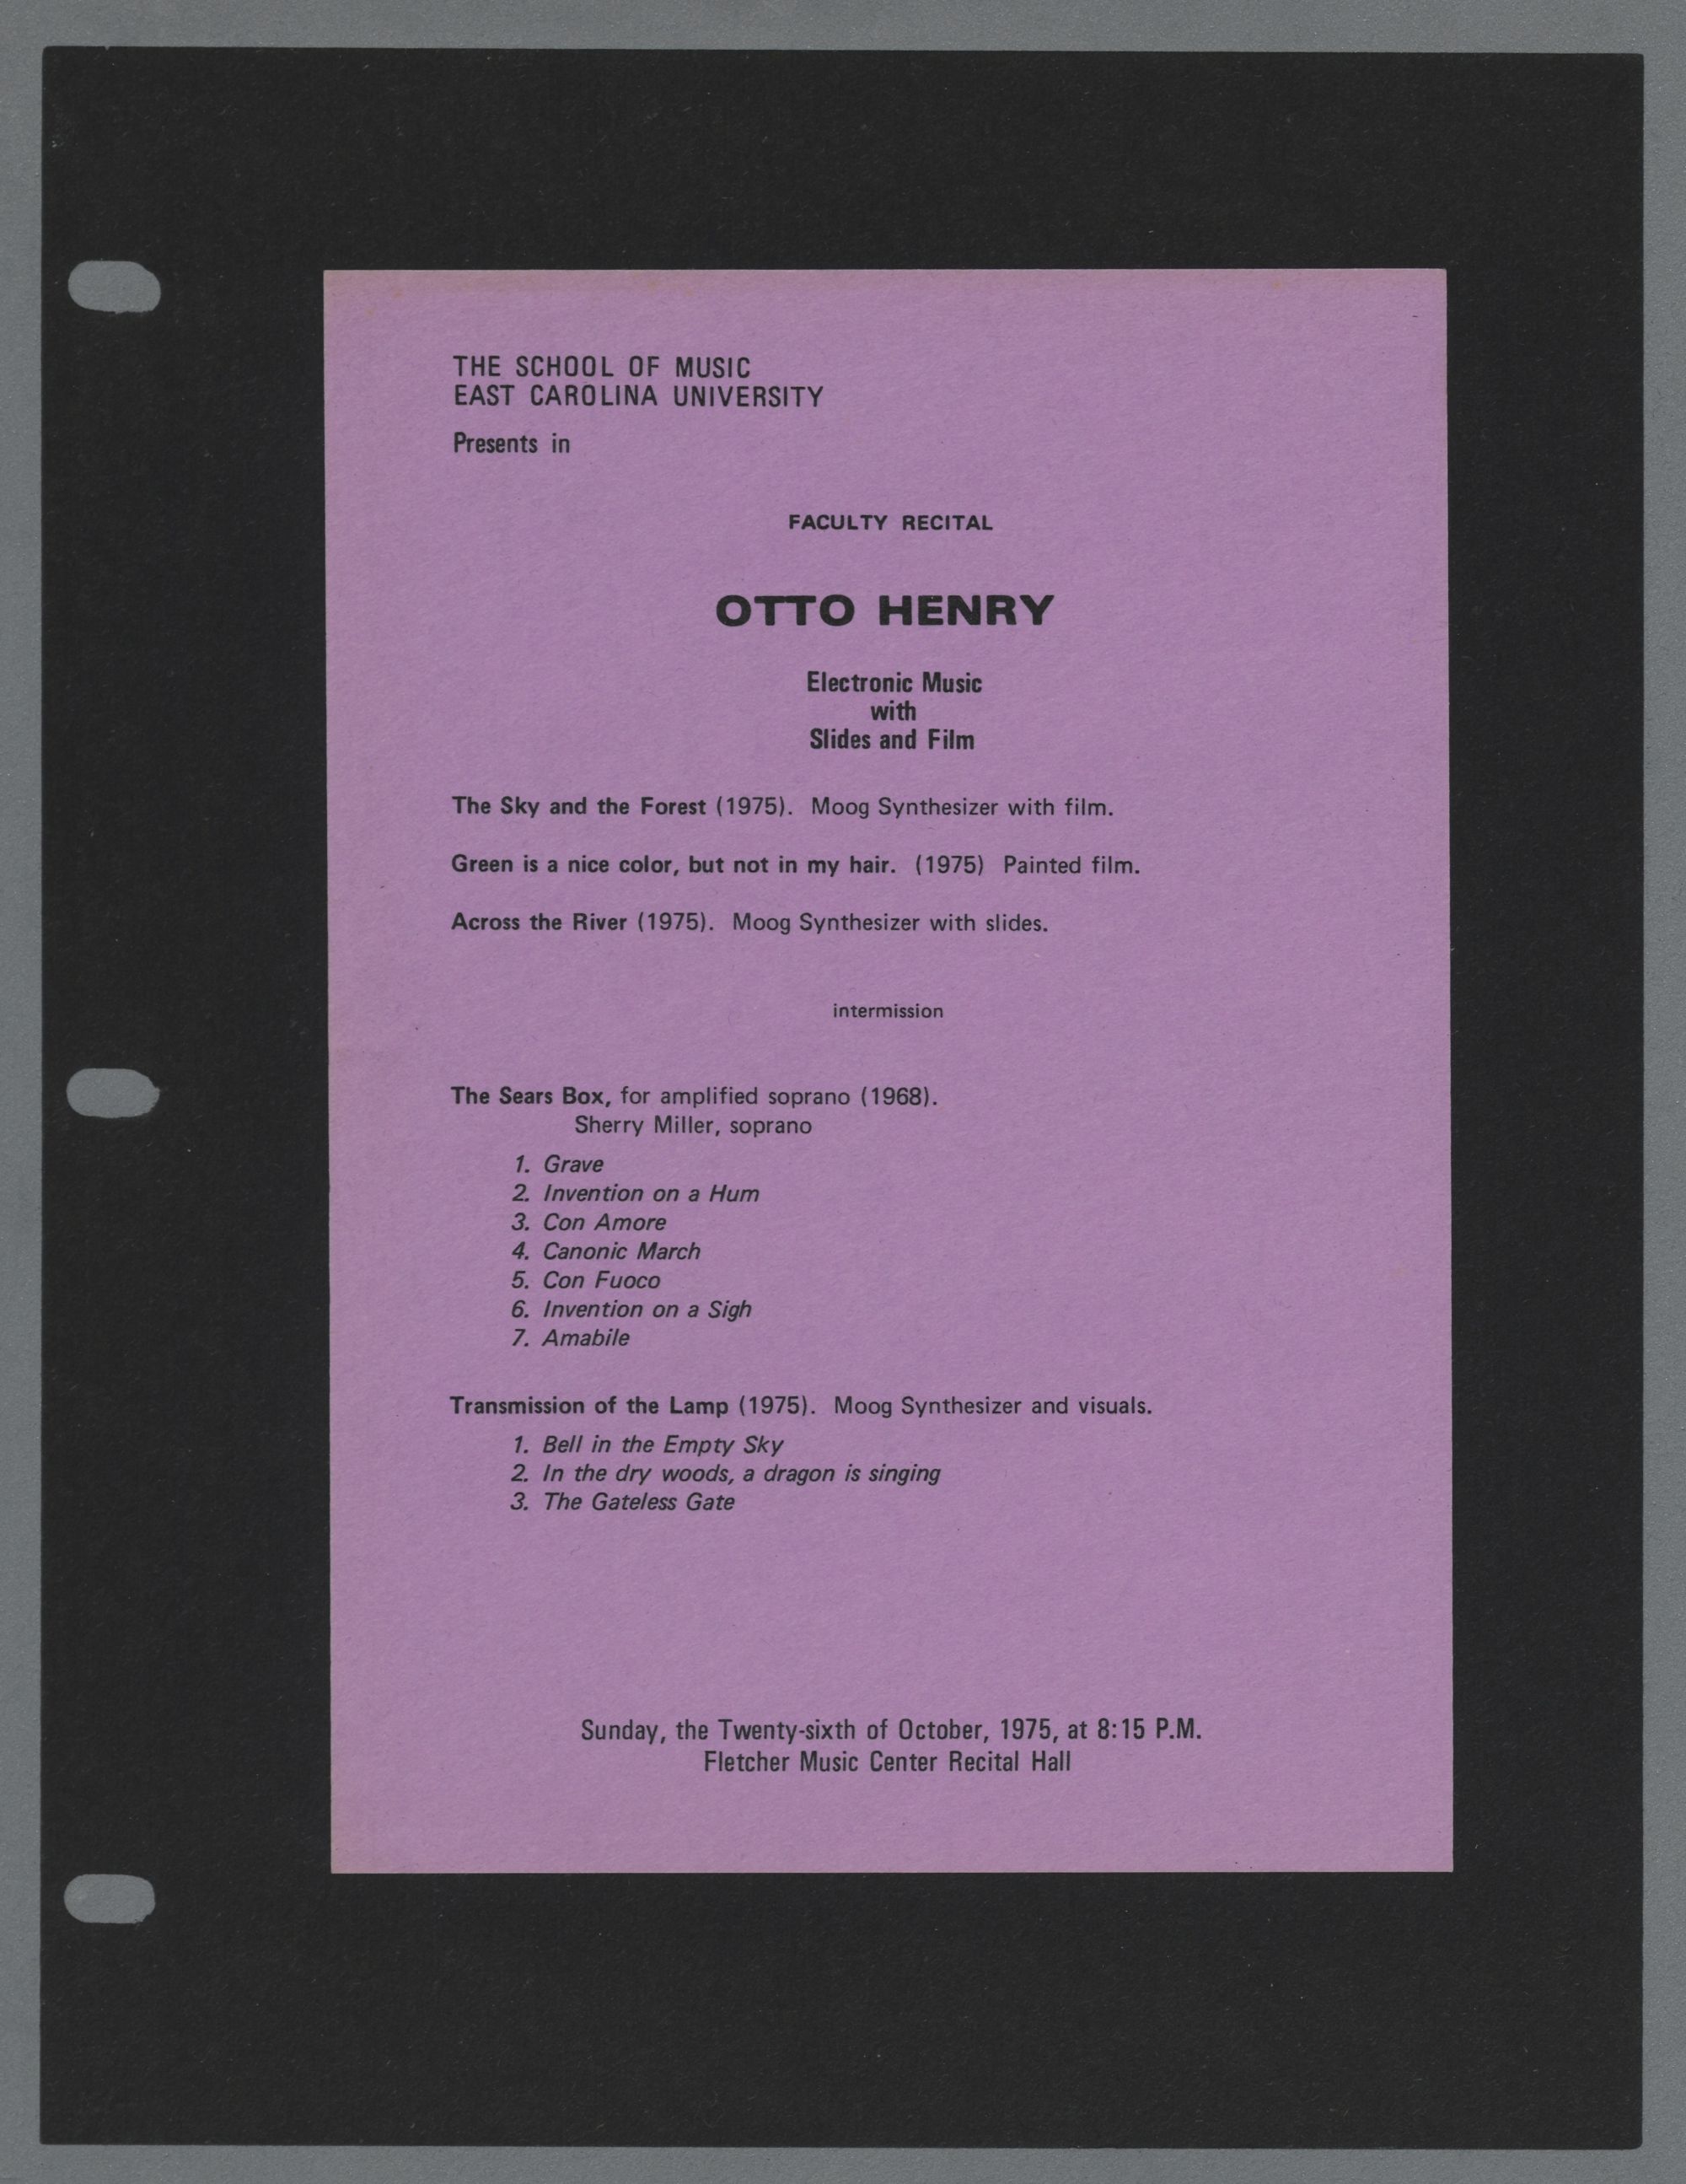 THE SCHOOL OF MUSIC
EAST CAROLINA UNIVERSITY
Presents in
FACULTY RECITAL
OTTO HENRY
Electronic Music
with
Slides and Film
The Sky and the Forest (1975). Moog Synthesizer with film.
Green is a nice color, but not in my hair. (1975) Painted film.
Across the River (1975). Moog Synthesizer with slides.
intermission
The Sears Box, for amplified soprano (1968).
Sherry Miller, soprano
1. Grave
2. Invention on a Hum
3. Con Amore
4. Canonic March
5. Con Fuoco
6. Invention on a Sigh
7. Amabile
Transmission of the Lamp (1975). Moog Synthesizer and visuals.
1. Bell in the Empty Sky
2. In the dry woods, a dragon is singing
3. The Gateless Gate
Sunday, the Twenty-sixth of October, 1975, at 8:15 P.M.
Fletcher Music Center Recital Hall